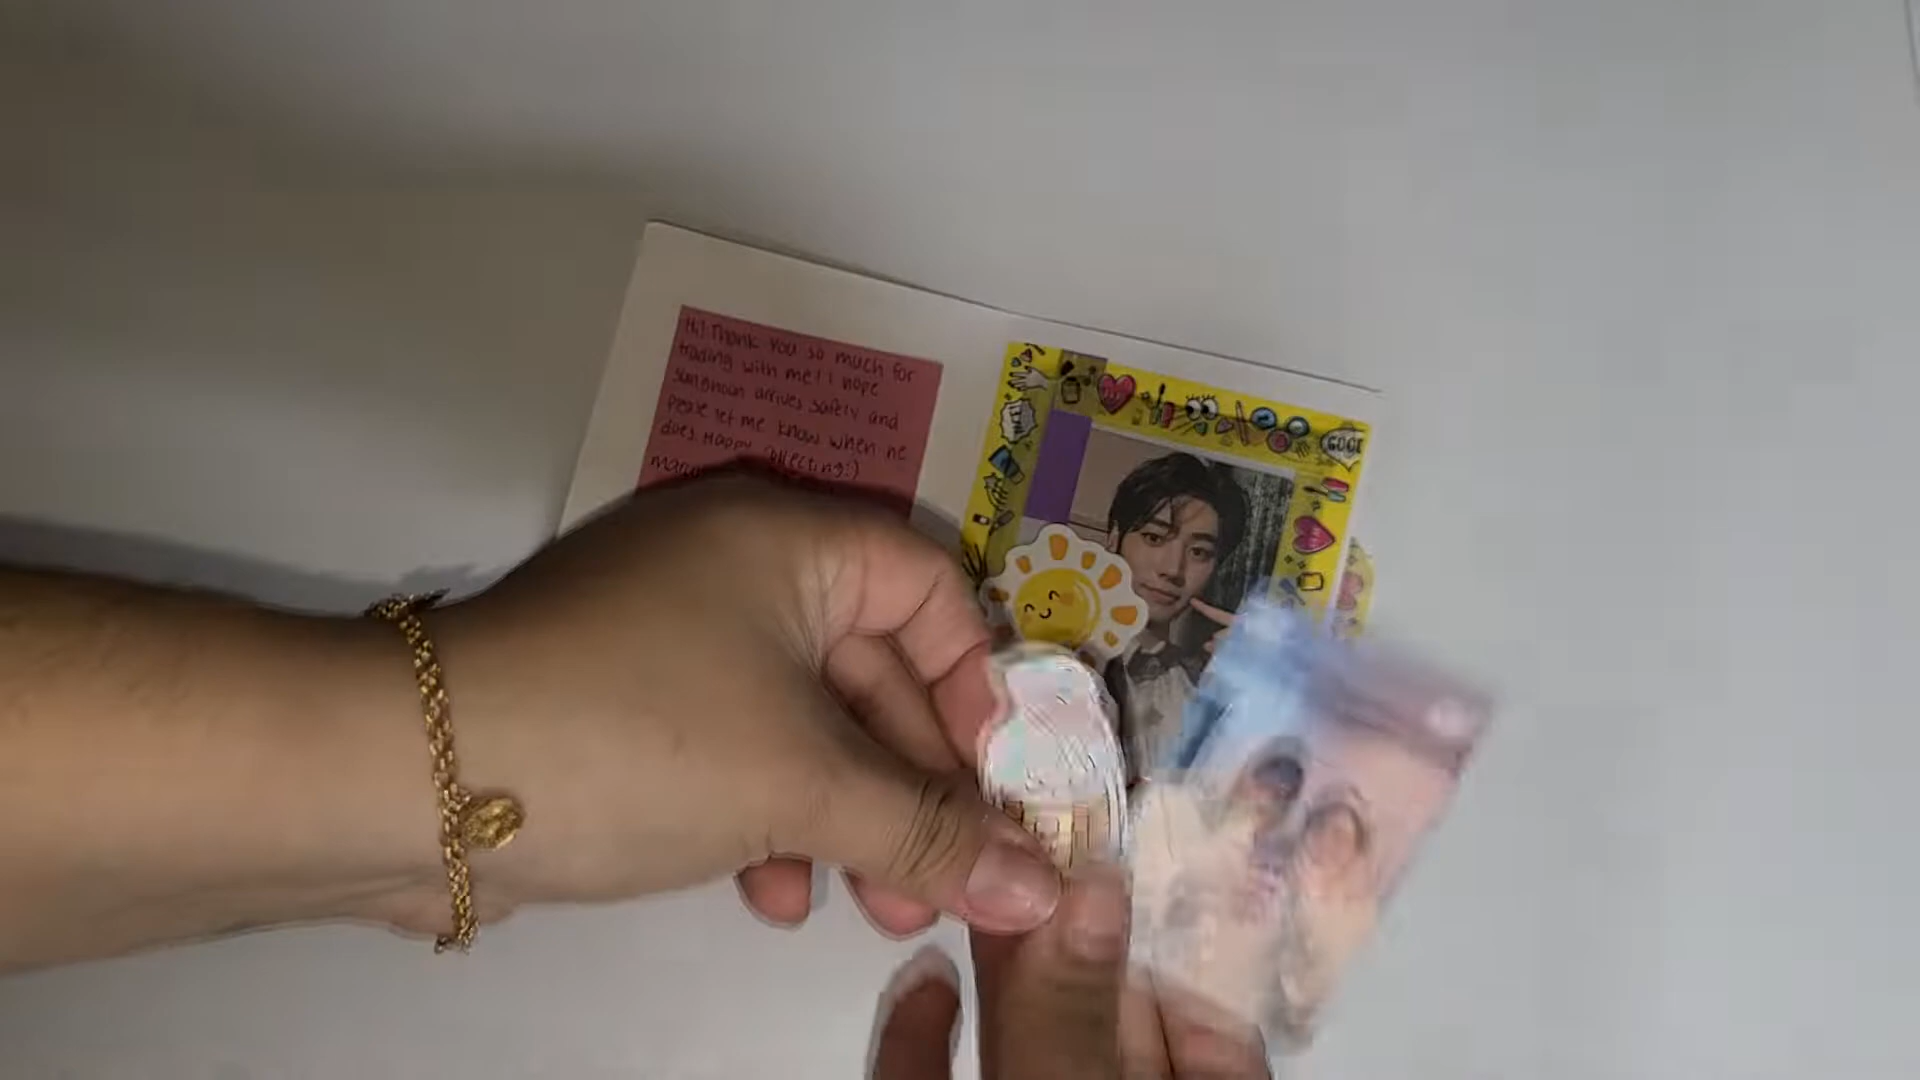 Hi! Thank you so much for
trading with me! I hope
sunghoon arrives safely and
please let me know when he
does. Happy collecting:)